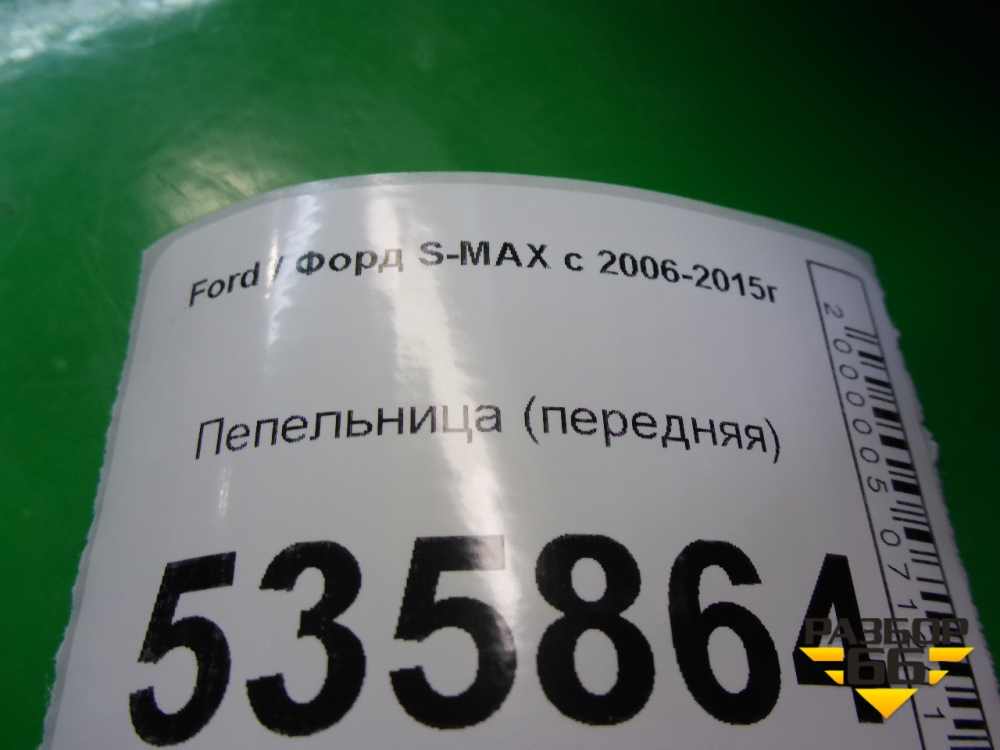 Ford / Форд S-MAX с 2006-2015г
Пепельница (передняя)
535864
2000005071
РАЗБОР
66